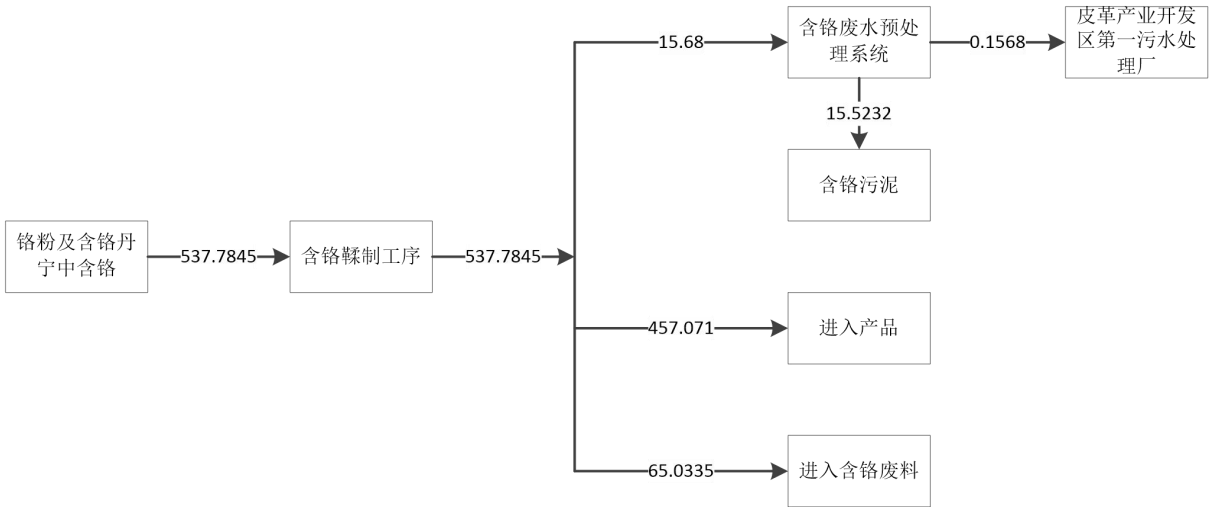 15.68
含铬废水预处
理系统
0.1568
皮革产业开发
区第一污水处
理厂
15.5232
含铬污泥
铬粉及含铬丹
宁中含铬
537.7845
含铬鞣制工序
537.7845
457.071
进入产品
65.0335
进入含铬废料